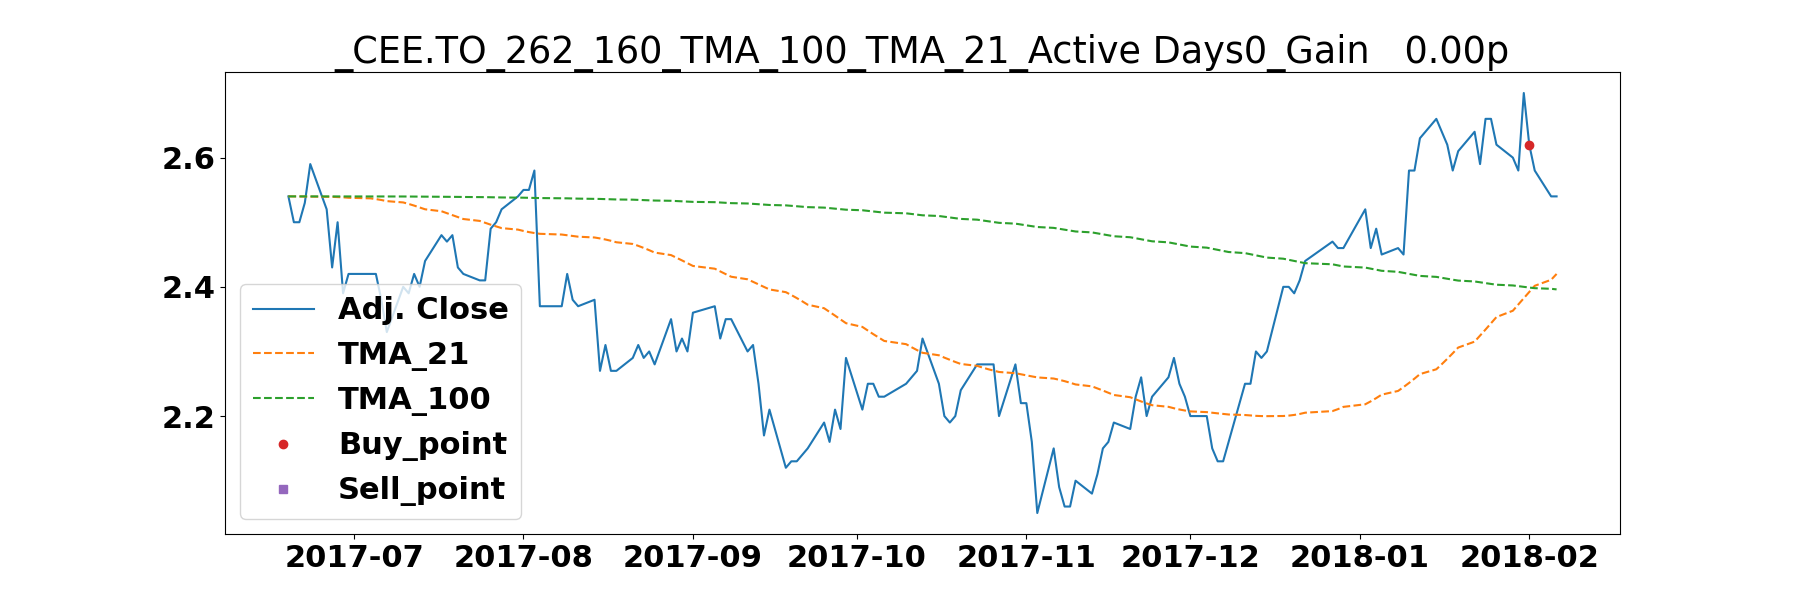 _CEE.TO_262_160_TMA_100_TMA_21_Active Days0_Gain   0.00p
2.6
2.4
2.2
Adj. Close
TMA_21
TMA_100
Buy_point
Sell_point
2017-07 2017-08 2017-09 2017-10 2017-11 2017-12 2018-01 2018-02